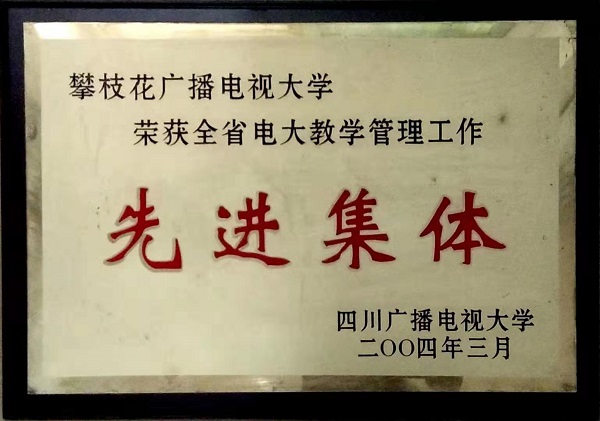 攀枝花广播电视大学
荣获全省电大教学管理工作
先进集体
四川广播电视大学
二〇〇四年三月